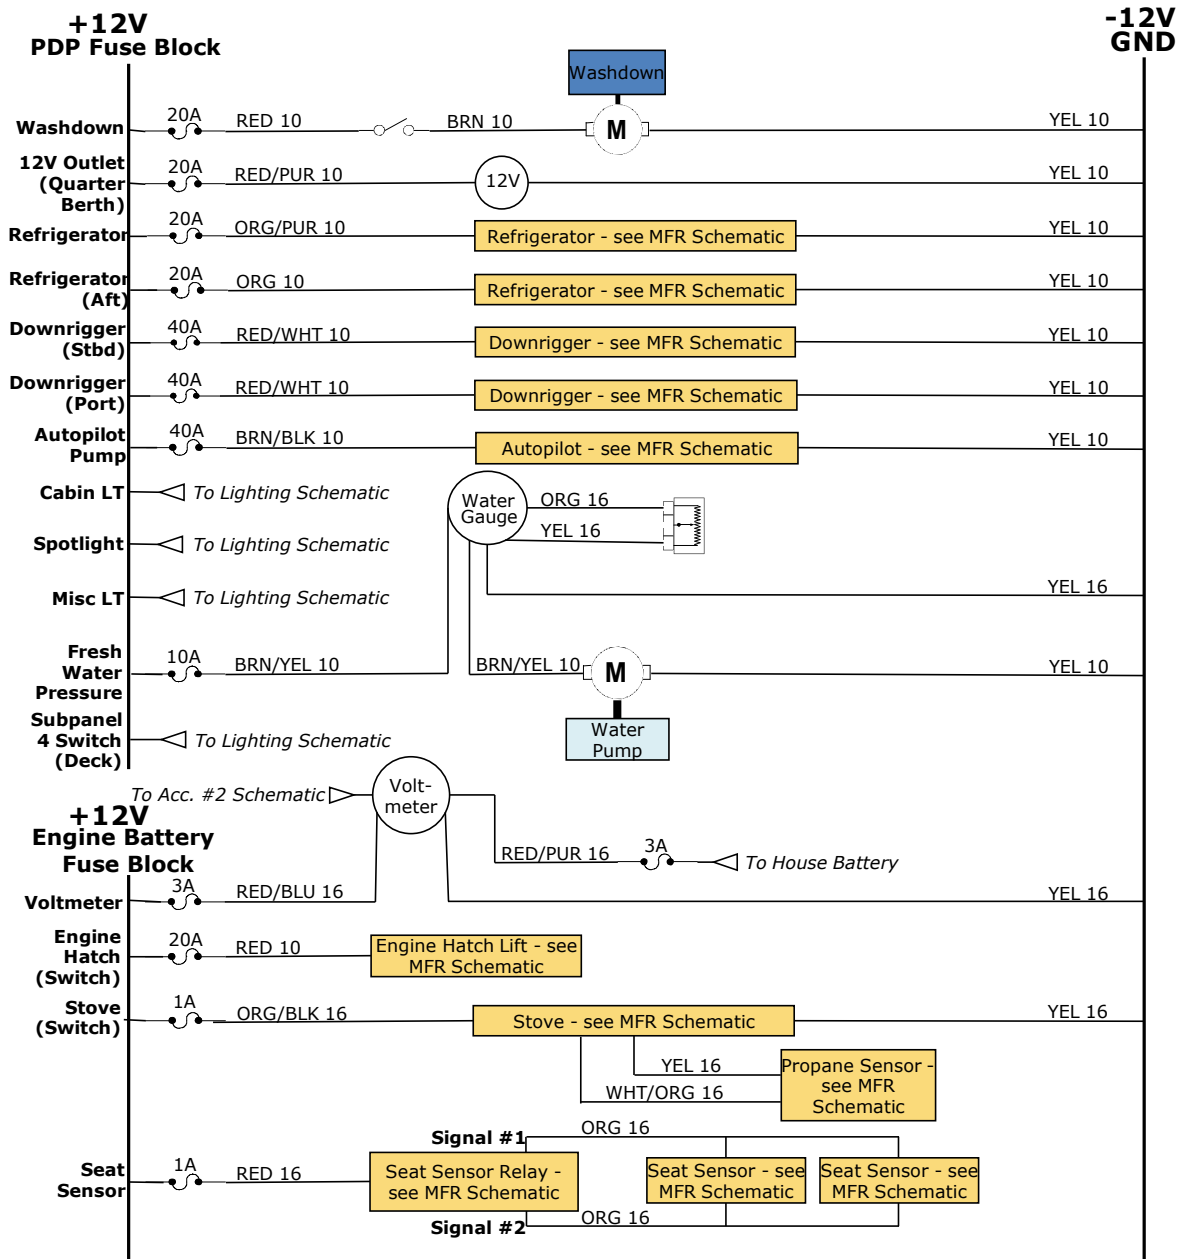 +12V
PDP Fuse Block
-12V
GND
Washdown
Washdown
20A
RED 10
BRN 10
M
YEL 10
12V Outlet
(Quarter
Berth)
20A
RED/PUR 10
12V
YEL 10
Refrigerator
20A
ORG/PUR 10
Refrigerator - see MFR Schematic
YEL 10
Refrigerator
(Aft)
20A
ORG 10
Refrigerator - see MFR Schematic
YEL 10
Downrigger
(Stbd)
40A
RED/WHT 10
Downrigger - see MFR Schematic
YEL 10
Downrigger
(Port)
40A
RED/WHT 10
Downrigger - see MFR Schematic
YEL 10
Autopilot
Pump
40A
BRN/BLK 10
Autopilot - see MFR Schematic
YEL 10
Cabin LT
To Lighting Schematic
Water
Gauge
ORG 16
YEL 16
Spotlight
To Lighting Schematic
Misc LT
To Lighting Schematic
YEL 16
Fresh
Water
Pressure
10A
BRN/YEL 10
BRN/YEL 10
M
YEL 10
Water
Pump
Subpanel
4 Switch
(Deck)
To Lighting Schematic
To Acc. #2 Schematic
Volt-
meter
+12V
Engine Battery
Fuse Block
RED/PUR 16
3A
To House Battery
Voltmeter
3A
RED/BLU 16
YEL 16
Engine
Hatch
(Switch)
20A
RED 10
Engine Hatch Lift - see
MFR Schematic
Stove
(Switch)
1A
ORG/BLK 16
Stove - see MFR Schematic
YEL 16
YEL 16
WHT/ORG 16
Propane Sensor -
see MFR
Schematic
Signal #1
ORG 16
Seat
Sensor
1A
RED 16
Seat Sensor Relay -
see MFR Schematic
Seat Sensor - see
MFR Schematic
Seat Sensor - see
MFR Schematic
Signal #2
ORG 16